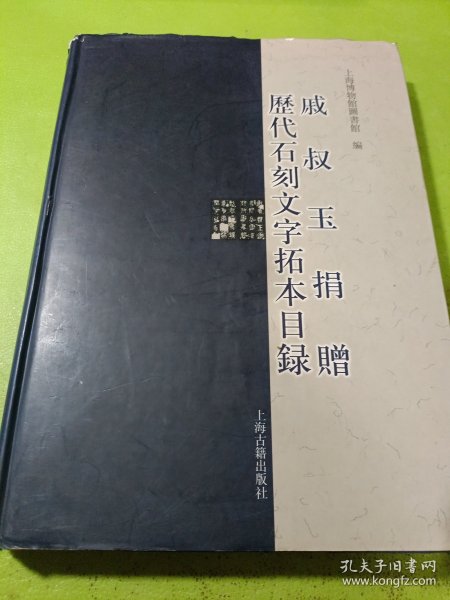 上海博物館圖書館 編
戚叔玉捐贈
歷代石刻文字拓本目録
上海古籍出版社
孔夫子旧书网
www.kongfz.com